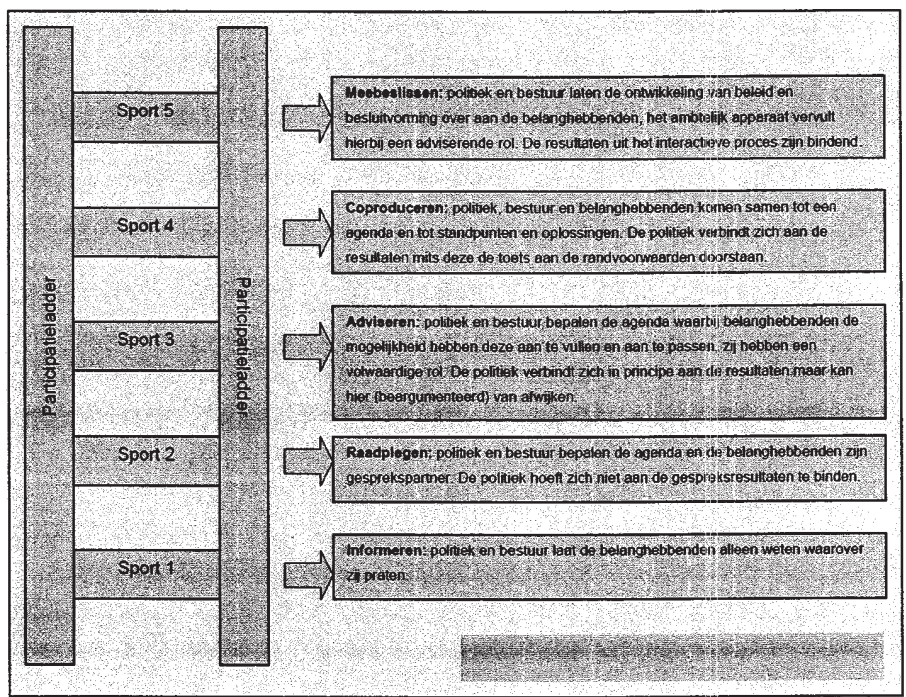 Participatieladder
Participatieladder
Sport 5
Meebeslissen: politiek en bestuur laten de ontwikkeling van beleid en
besluitvorming over aan de belanghebbenden, het ambtelijk apparaat vervult
hierbij een adviserende rol. De resultaten uit het interactieve proces zijn bindend.
Sport 4
Coproduceren: politiek, bestuur en belanghebbenden komen samen tot een
agenda en tot standpunten en oplossingen. De politiek verbindt zich aan de
resultaten mits deze de toets aan de randvoorwaarden doorstaan.
Sport 3
Adviseren: politiek en bestuur bepalen de agenda waarbij belanghebbenden de
mogelijkheid hebben deze aan te vullen en aan te passen, zij hebben een
volwaardige rol. De politiek verbindt zich in principe aan de resultaten maar kan
hier (beargumenteerd) van afwijken.
Sport 2
Raadplegen: politiek en bestuur bepalen de agenda en de belanghebbenden zijn
gesprekspartner. De politiek hoeft zich niet aan de gespreksresultaten te binden.
Sport 1
Informeren: politiek en bestuur laat de belanghebbenden alleen weten waarover
zij praten.